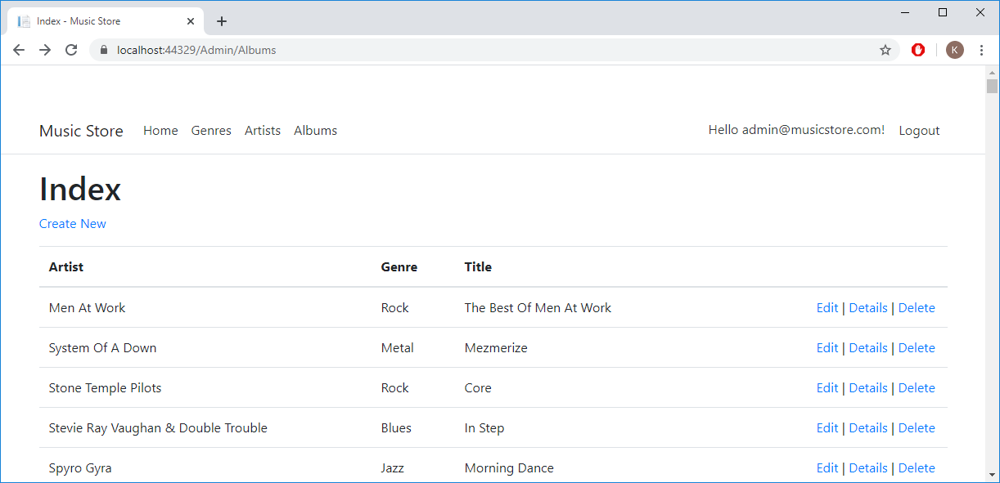 Index - Music Store
localhost:44329/Admin/Albums
K
Music Store Home Genres Artists Albums Hello admin@musicstore.com! Logout
Index
Create New
Artist Genre Title
Men At Work Rock The Best Of Men At Work Edit | Details | Delete
System Of A Down Metal Mezmerize Edit | Details | Delete
Stone Temple Pilots Rock Core Edit | Details | Delete
Stevie Ray Vaughan & Double Trouble Blues In Step Edit | Details | Delete
Spyro Gyra Jazz Morning Dance Edit | Details | Delete